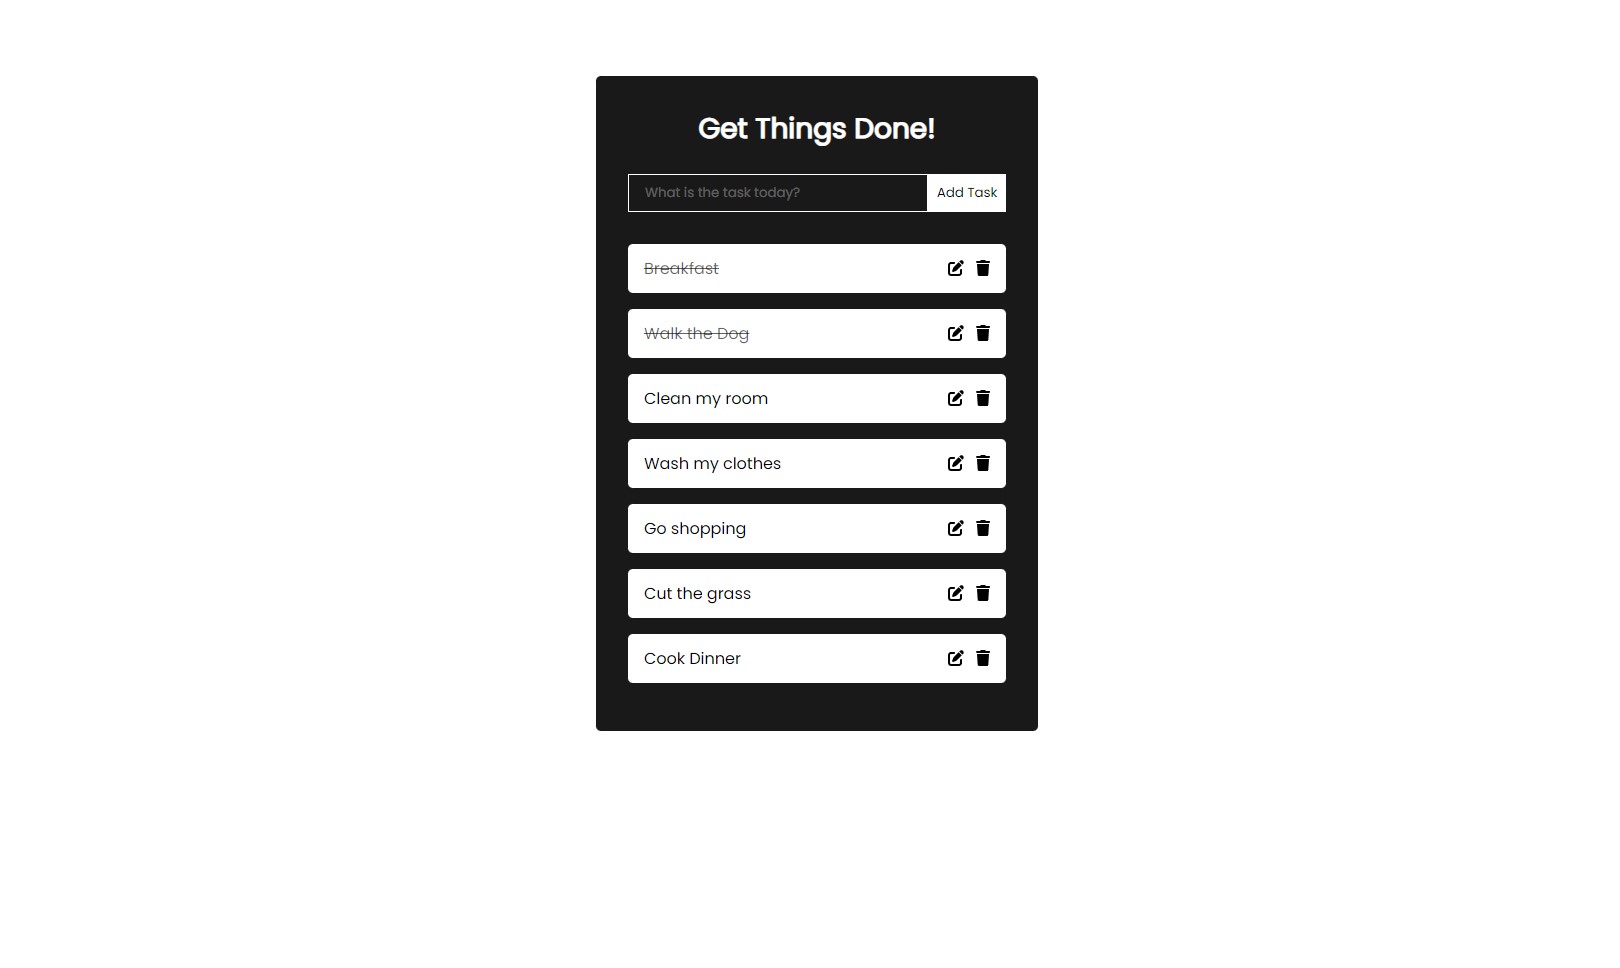 Get Things Done!
What is the task today?
Add Task
Breakfast
Walk the Dog
Clean my room
Wash my clothes
Go shopping
Cut the grass
Cook Dinner